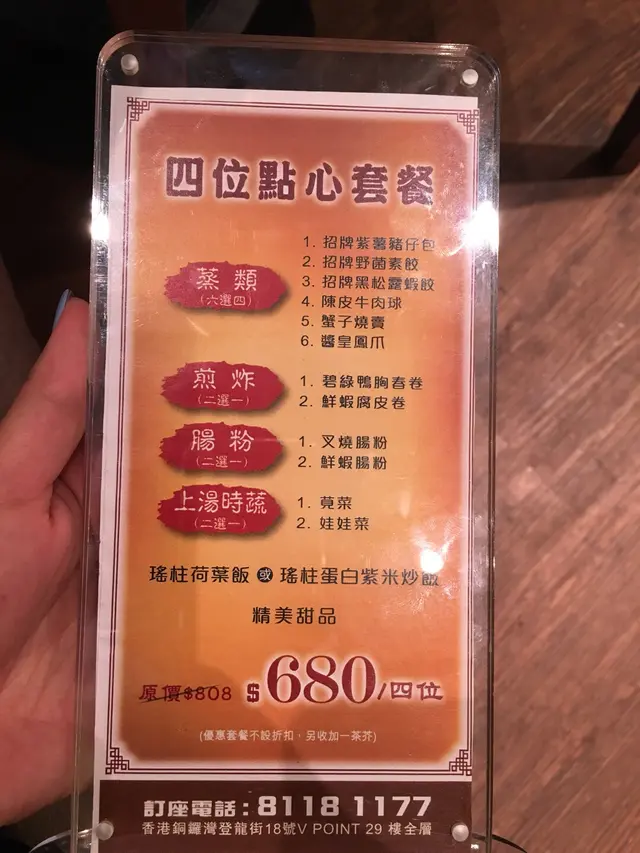 四位點心套餐
蒸類
(六選四)
1. 招牌紫薯豬仔包
2. 招牌野菌素餃
3. 招牌黑松露蝦餃
4. 陳皮牛肉球
5. 蟹子燒賣
6. 醬皇鳳爪
煎炸
(二選一)
1. 碧綠鴨胸春卷
2. 鮮蝦腐皮卷
腸粉
(二選一)
1. 叉燒腸粉
2. 鮮蝦腸粉
上湯時蔬
(二選一)
1. 莧菜
2. 娃娃菜
瑤柱荷葉飯 或 瑤柱蛋白紫米炒飯
精美甜品
原價$808 $680/四位
(優惠套餐不設折扣，另收加一茶芥)
訂座電話：8118 1177
香港銅鑼灣登龍街18號V POINT 29 樓全層